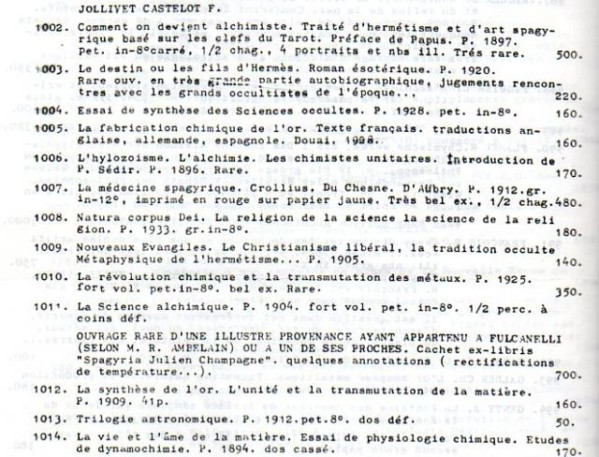 JOLLIVET CASTELOT F.
1002. Comment on devient alchimiste. Traité d'hermétisme et d'art spagy-
rique basé sur les clefs du Tarot. Préface de Papus. P. 1897.
pet. in-8°carré, 1/2 chag., 4 portraits et nbs ill. Trés rare. 500.
1003. Le destin ou les fils d'Hermès. Roman ésotérique. P. 1920.
Rare ouv. en très grande partie autobiographique, jugements rencon-
tres avec les grands occultistes de l'époque... 220
1004. Essai de synthèse des Sciences occultes. P. 1928. pet. in-8°. 160.
1005. La fabrication chimique de l'or. Texte français. traductions an-
glaise, allemande, espagnole. Douai. 160.
1006. L'hylozoisme. L'alchimie. Les chimistes unitaires. Introduction de
P. Sédir. P. 1896. Rare. 170.
1007. La médecine spagyrique. Crollius. Du Chesne. D'Aubry. P. 1912.gr.
in-12°, imprimé en rouge sur papier jaune. Très bel ex., 1/2 chag.480.
1008. Natura corpus Dei. La religion de la science la science de la reli
gion. P. 1933. gr.in-8°. 180.
1009. Nouveaux Evangiles. Le Christianisme libéral, la tradition occulte
Métaphysique de l'hermétisme... P. 1905. 140.
1010. La révolution chimique et la transmutation des métaux. P. 1925.
fort vol. pet.in-8°. bel ex. Rare. 350.
1011. La Science alchimique. P. 1904. fort vol. pet. in-8°. 1/2 perc. à
coins déf.
OUVRAGE RARE D'UNE ILLUSTRE PROVENANCE AYANT APPARTENU A FULCANELLI
(SELON M. R. AMBELAIN) OU A UN DE SES PROCHES. Cachet ex-libris
"Spagyria Julien Champagne". quelques annotations ( rectifications
de température...). 700.
1012. La synthèse de l'or. L'unité et la transmutation de la matière.
P. 1909. 41p. 160.
1013. Trilogie astronomique. P. 1912.pet.8°. dos déf. 50.
1014. La vie et l'âme de la matière. Essai de physiologie chimique. Etudes
de dynamochimie. P. 1894. dos cassé. 170.